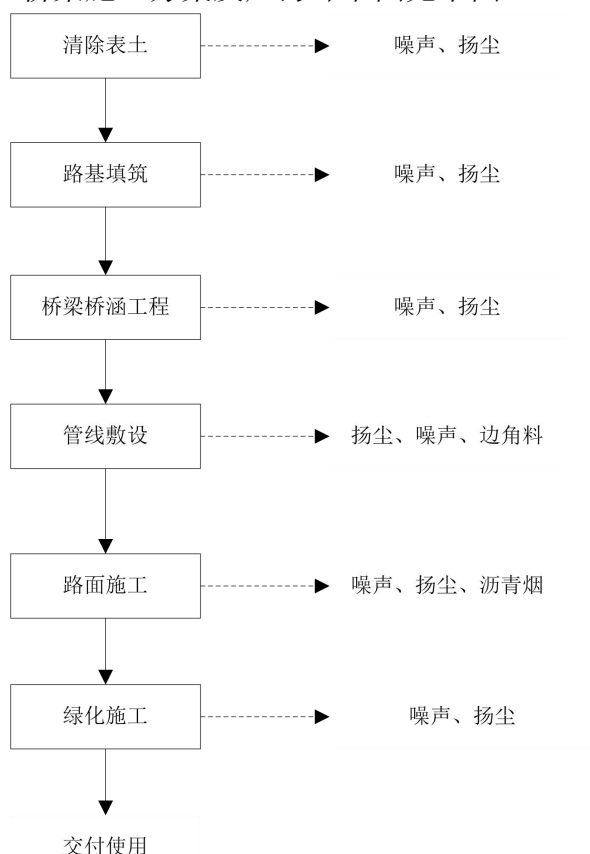 清除表土
噪声、扬尘
路基填筑
噪声、扬尘
桥梁桥涵工程
噪声、扬尘
管线敷设
扬尘、噪声、边角料
路面施工
噪声、扬尘、沥青烟
绿化施工
噪声、扬尘
交付使用